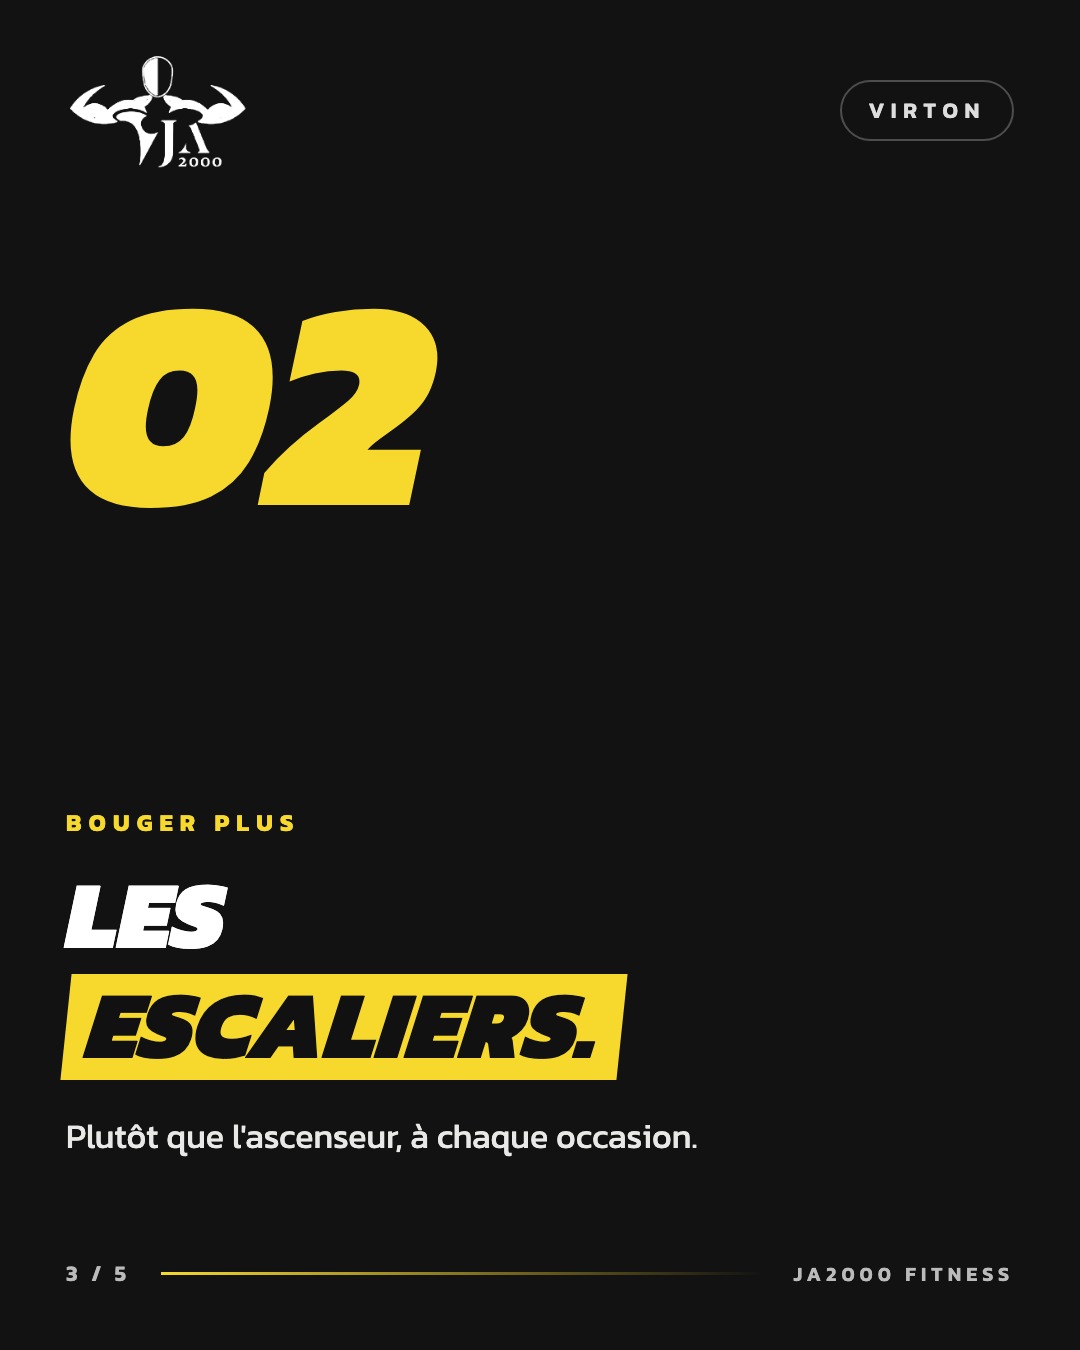 JA
2000
VIRTON
02
BOUGER PLUS
LES
ESCALIERS.
Plutôt que l'ascenseur, à chaque occasion.
3 / 5
JA2000 FITNESS